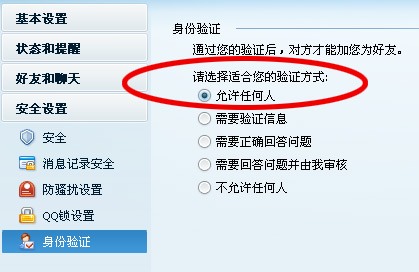 基本设置
状态和提醒
好友和聊天
安全设置
安全
消息记录安全
防骚扰设置
QQ锁设置
身份验证
身份验证
通过您的验证后，对方才能加您为好友。
请选择适合您的验证方式:
允许任何人
需要验证信息
需要正确回答问题
需要回答问题并由我审核
不允许任何人